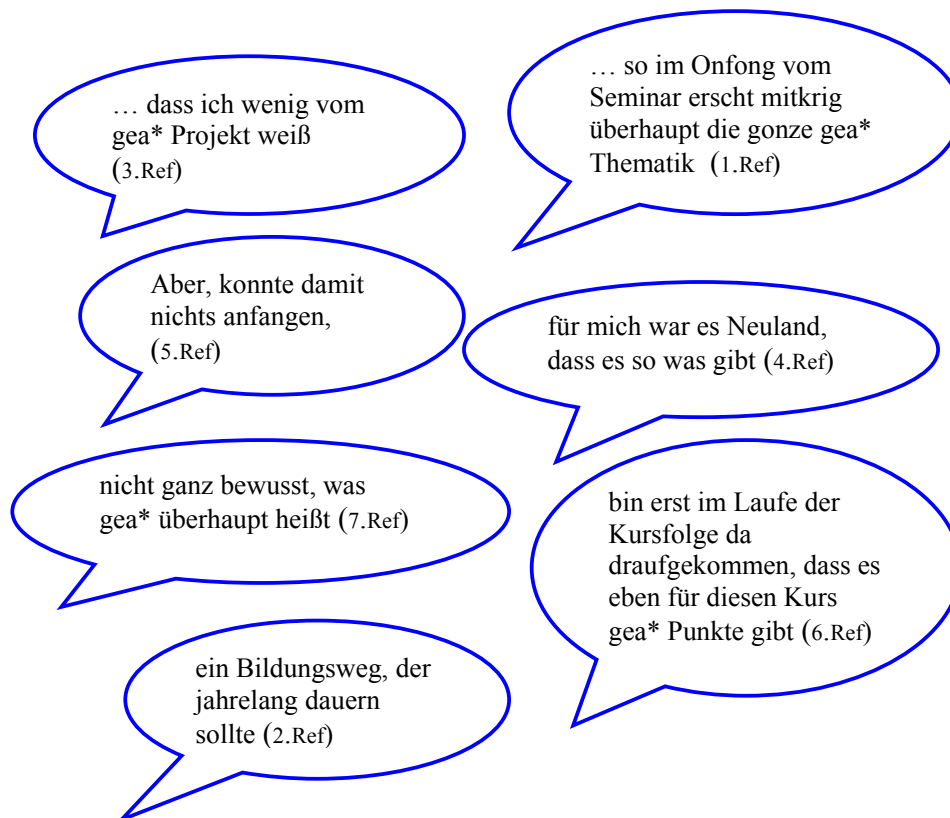 … dass ich wenig vom
gea* Projekt weiß
(3.Ref)
… so im Onfong vom
Seminar erscht mitkrig
überhaupt die gonze gea*
Thematik (1.Ref)
Aber, konnte damit
nichts anfangen,
(5.Ref)
für mich war es Neuland,
dass es so was gibt (4.Ref)
nicht ganz bewusst, was
gea* überhaupt heißt (7.Ref)
bin erst im Laufe der
Kursfolge da
draufgekommen, dass es
eben für diesen Kurs
gea* Punkte gibt (6.Ref)
ein Bildungsweg, der
jahrelang dauern
sollte (2.Ref)